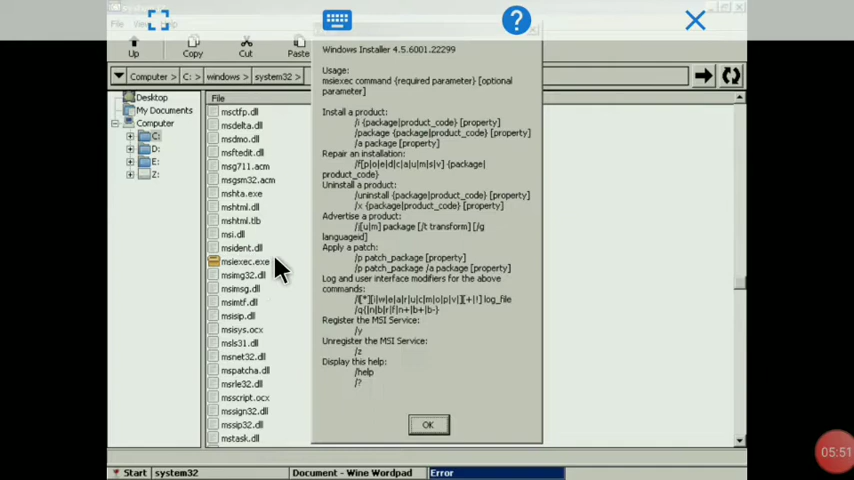 system32
File View Help
Up
Copy
Cut
Paste
Computer > C: > windows > system32 >
Desktop
My Documents
Computer
C:
D:
E:
Z:
File
msctfp.dll
msdelta.dll
msdmo.dll
msftedit.dll
msg711.acm
msgsm32.acm
mshta.exe
mshtml.dll
mshtml.tlb
msi.dll
msident.dll
msiexec.exe
msimg32.dll
msimsg.dll
msimtf.dll
msisip.dll
msisys.ocx
msls31.dll
msnet32.dll
mspatcha.dll
msrle32.dll
msscript.ocx
mssign32.dll
mssip32.dll
mstask.dll
Windows Installer 4.5.6001.22299
Usage:
msiexec command {required parameter} [optional
parameter]
Install a product:
/i {package|product_code} [property]
/package {package|product_code} [property]
/a package [property]
Repair an installation:
/f[p|o|e|d|c|a|u|m|s|v] {package|
product_code}
Uninstall a product:
/uninstall {package|product_code} [property]
/x {package|product_code} [property]
Advertise a product:
/j[u|m] package [/t transform] [/g
languageid]
Apply a patch:
/p patch_package [property]
/p patch_package /a package [property]
Log and user interface modifiers for the above
commands:
/l[*][i|w|e|a|r|u|c|m|o|p|v|][+|!] log_file
/q{|n|b|r|f|n+|b+|b-}
Register the MSI Service:
/y
Unregister the MSI Service:
/z
Display this help:
/help
/?
OK
05:51
Start
system32
Document - Wine Wordpad
Error